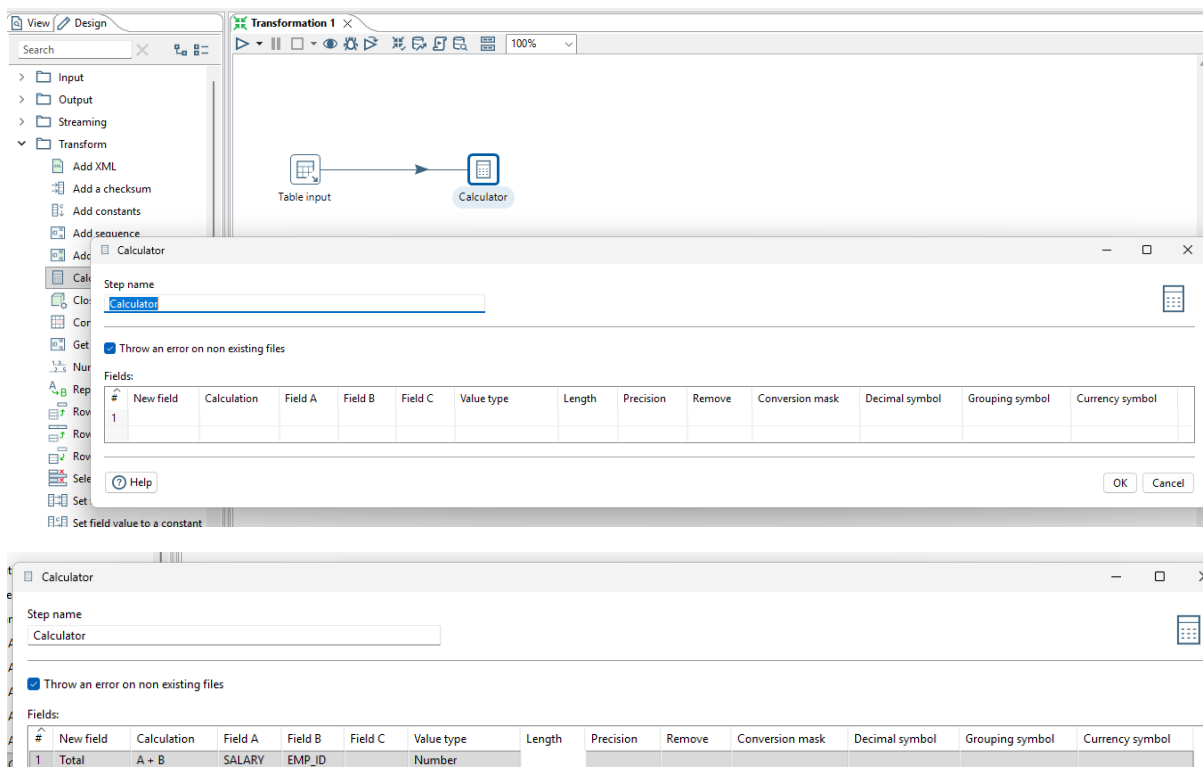 View Design Transformation 1
Search 100%
Input
Output
Streaming
Transform
Add XML
Add a checksum
Table input Calculator
Add constants
Add sequence
Calculator
Step name
Calculator
Throw an error on non existing files
Get
Fields:
# New field Calculation Field A Field B Field C Value type Length Precision Remove Conversion mask Decimal symbol Grouping symbol Currency symbol
1
Help OK Cancel
Set field value to a constant
Calculator
Step name
Calculator
Throw an error on non existing files
Fields:
# New field Calculation Field A Field B Field C Value type Length Precision Remove Conversion mask Decimal symbol Grouping symbol Currency symbol
1 Total A + B SALARY EMP_ID Number